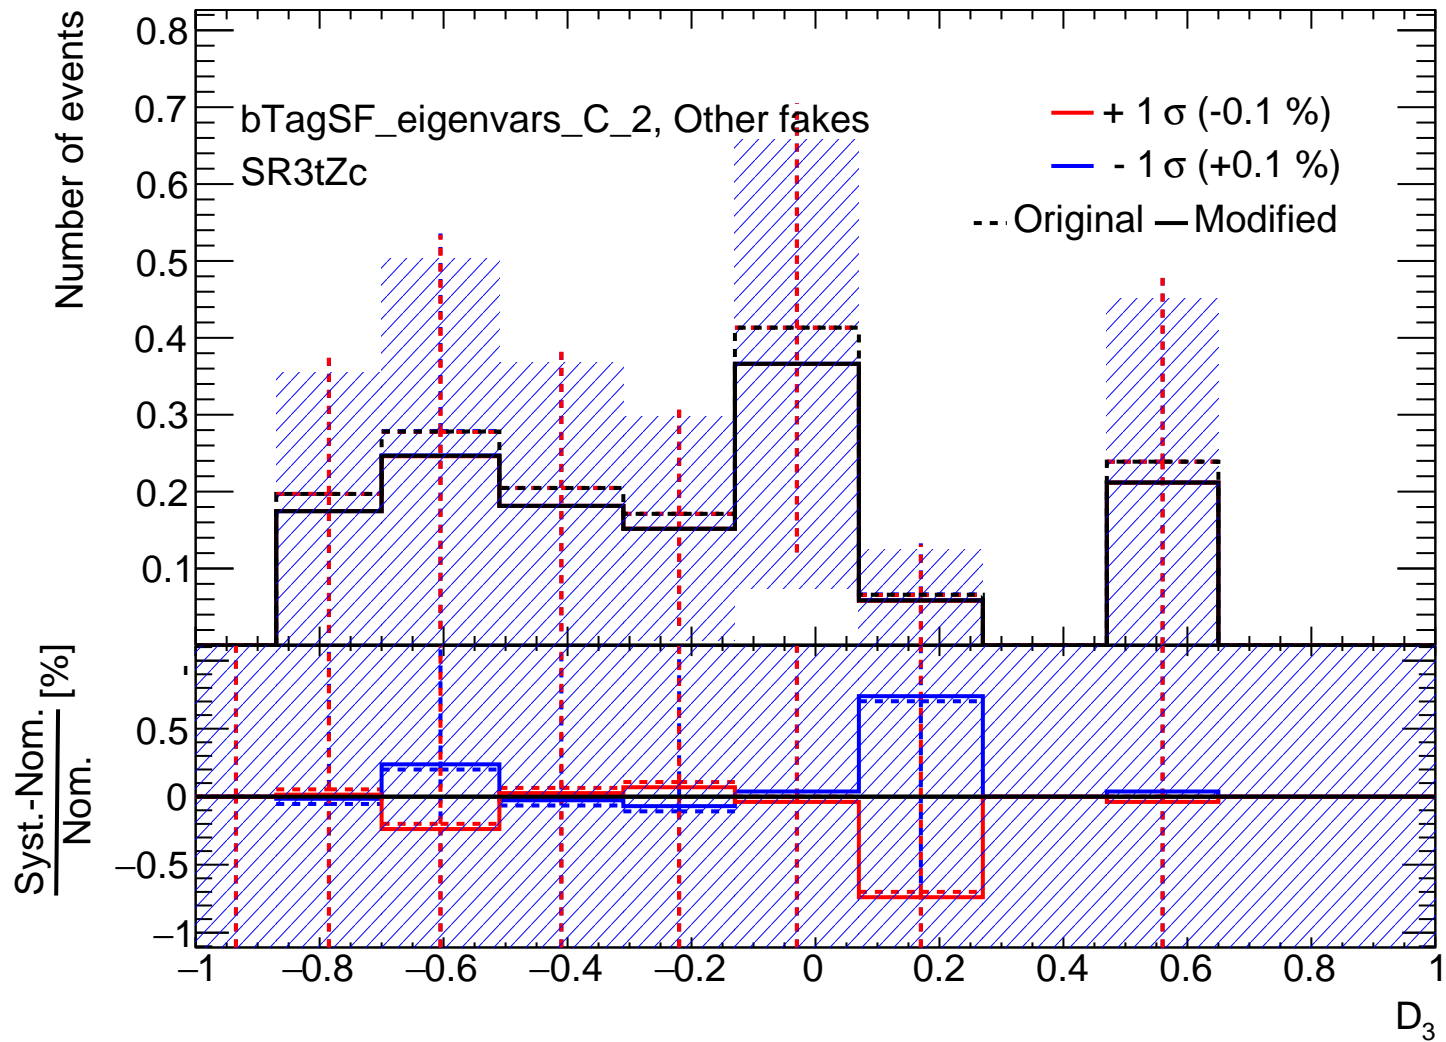 Number of events
0.8
0.7
0.6
0.5
0.4
0.3
0.2
0.1
bTagSF_eigenvars_C_2, Other fakes
SR3tZc
+ 1 σ (-0.1 %)
- 1 σ (+0.1 %)
Original Modified
Syst.-Nom.
Nom.
[%]
0.5
0
−0.5
−1
−1 −0.8 −0.6 −0.4 −0.2 0 0.2 0.4 0.6 0.8 1
D3